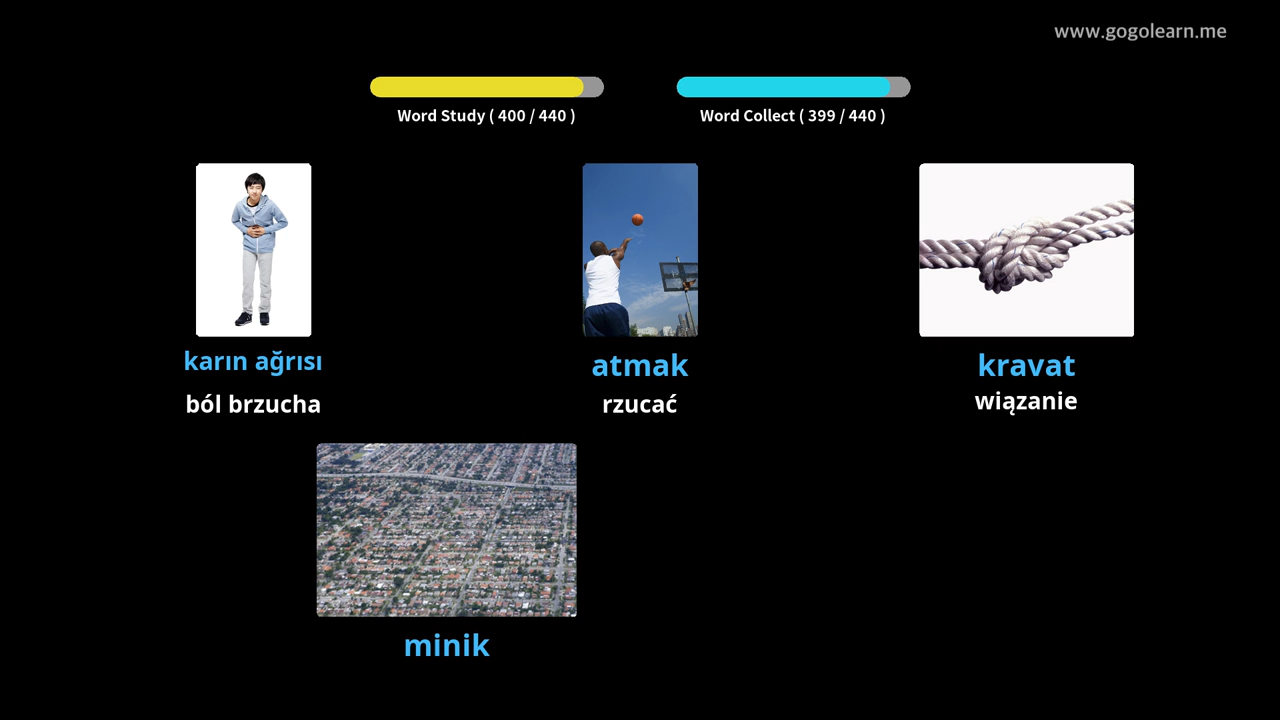 www.gogolearn.me
Word Study ( 400 / 440 )
Word Collect ( 399 / 440 )
karın ağrısı
ból brzucha
atmak
rzucać
kravat
wiązanie
minik